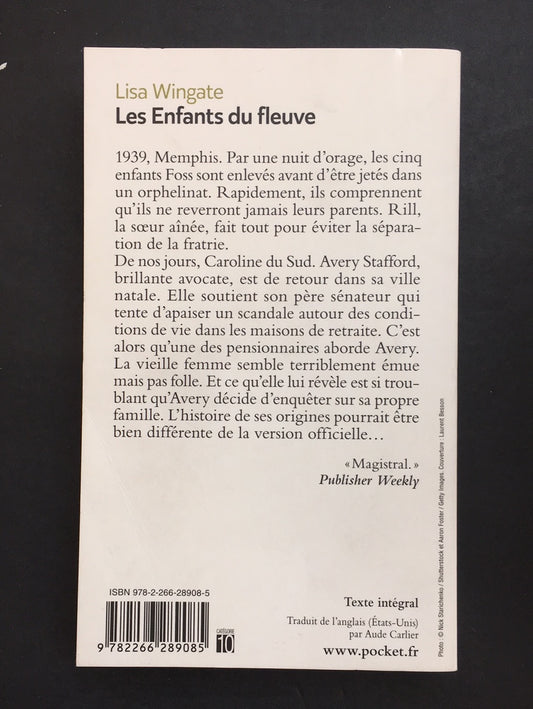 Lisa Wingate
Les Enfants du fleuve
1939, Memphis. Par une nuit d'orage, les cinq
enfants Foss sont enlevés avant d'être jetés dans
un orphelinat. Rapidement, ils comprennent
qu'ils ne reverront jamais leurs parents. Rill,
la sœur aînée, fait tout pour éviter la sépara-
tion de la fratrie.
De nos jours, Caroline du Sud. Avery Stafford,
brillante avocate, est de retour dans sa ville
natale. Elle soutient son père sénateur qui
tente d'apaiser un scandale autour des condi-
tions de vie dans les maisons de retraite. C'est
alors qu'une des pensionnaires aborde Avery.
La vieille femme semble terriblement émue
mais pas folle. Et ce qu'elle lui révèle est si trou-
blant qu'Avery décide d'enquêter sur sa propre
famille. L'histoire de ses origines pourrait être
bien différente de la version officielle…
« Magistral. »
Publisher Weekly
Photo : © Nick Starichenko / Shutterstock et Aaron Foster / Getty Images. Couverture : Laurent Besson
ISBN 978-2-266-28908-5
CATÉGORIE
10
9 782266 289085
Texte intégral
Traduit de l'anglais (États-Unis)
par Aude Carlier
www.pocket.fr